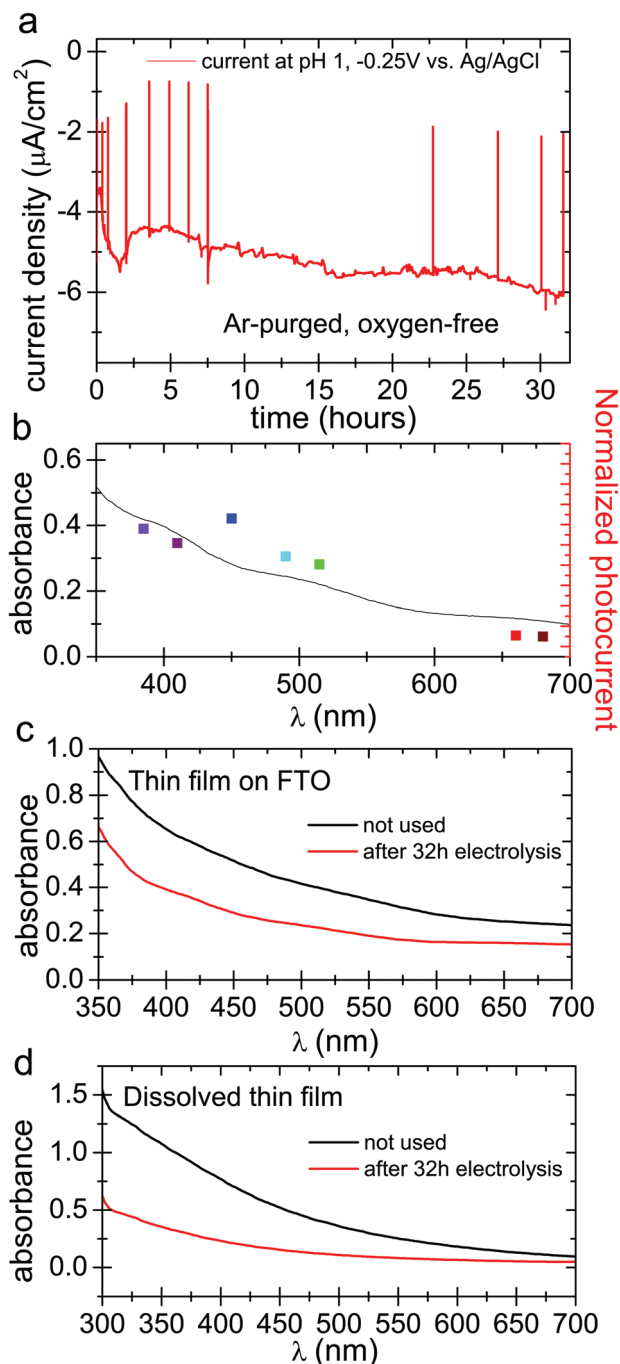 a
0
-2
-4
-6
current density (μA/cm²)
current at pH 1, -0.25V vs. Ag/AgCl
Ar-purged, oxygen-free
0 5 10 15 20 25 30
time (hours)
b
0.6
0.4
0.2
0.0
absorbance
Normalized photocurrent
400 500 600 700
λ (nm)
c
1.0
0.8
0.6
0.4
0.2
0.0
absorbance
Thin film on FTO
not used
after 32h electrolysis
350 400 450 500 550 600 650 700
λ (nm)
d
1.5
1.0
0.5
0.0
absorbance
Dissolved thin film
not used
after 32h electrolysis
300 350 400 450 500 550 600 650 700
λ (nm)